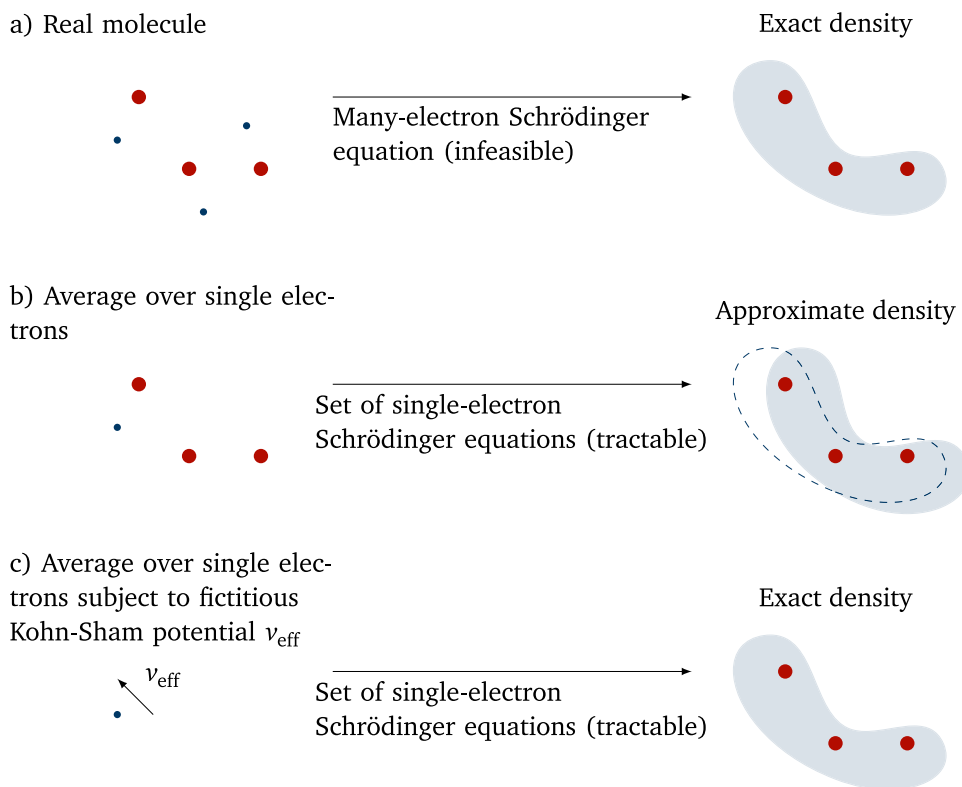 a) Real molecule
Exact density
Many-electron Schrödinger
equation (infeasible)
b) Average over single elec-
trons
Approximate density
Set of single-electron
Schrödinger equations (tractable)
c) Average over single elec-
trons subject to fictitious
Kohn-Sham potential v_eff
Exact density
v_eff
Set of single-electron
Schrödinger equations (tractable)